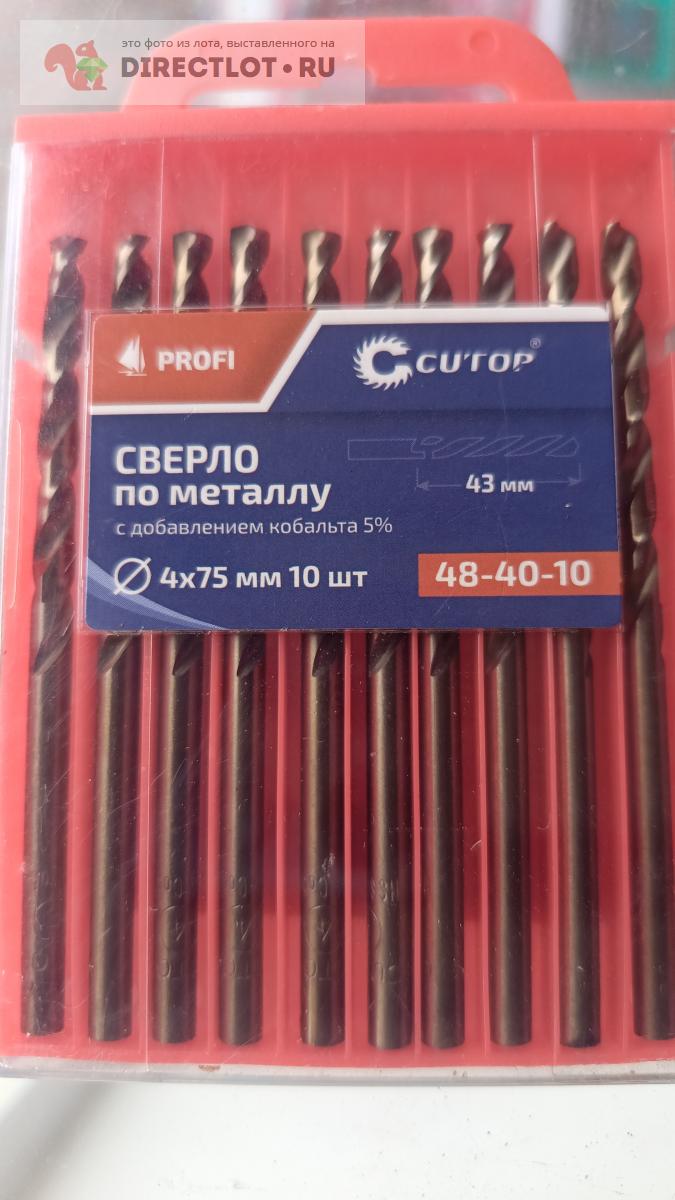 это фото из лота, выставленного на
DIRECTLOT.RU
PROFI
CUTOP®
СВЕРЛО
по металлу
43 мм
с добавлением кобальта 5%
4х75 мм 10 шт
48-40-10